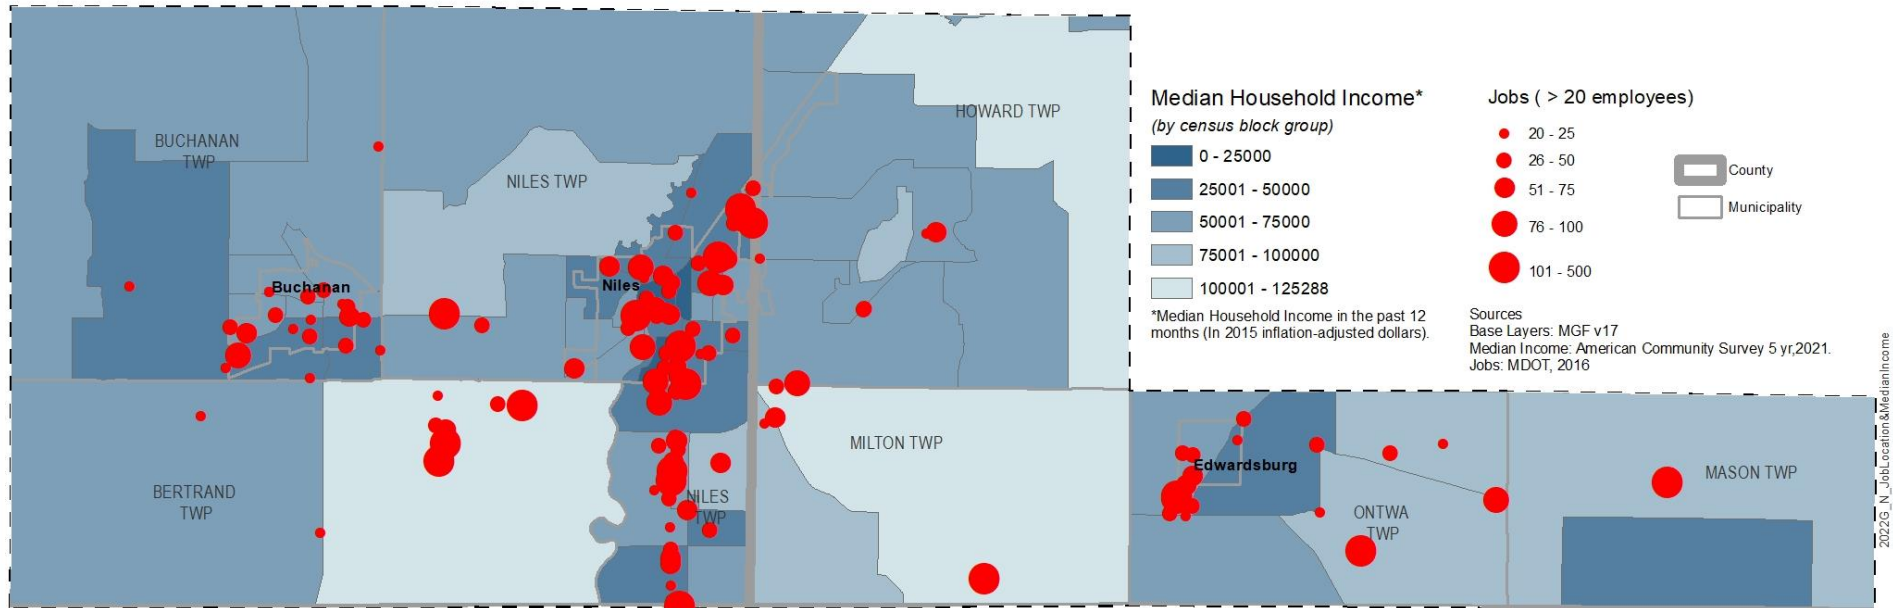 BUCHANAN
TWP
NILES TWP
HOWARD TWP
Buchanan
Niles
BERTRAND
TWP
NILES
TWP
MILTON TWP
Edwardsburg
ONTWA
TWP
MASON TWP
Median Household Income*
(by census block group)
0 - 25000
25001 - 50000
50001 - 75000
75001 - 100000
100001 - 125288
*Median Household Income in the past 12
months (In 2015 inflation-adjusted dollars).
Jobs ( > 20 employees)
20 - 25
26 - 50
51 - 75
76 - 100
101 - 500
County
Municipality
Sources
Base Layers: MGF v17
Median Income: American Community Survey 5 yr,2021.
Jobs: MDOT, 2016
2022G_N_JobLocation&MedianIncome